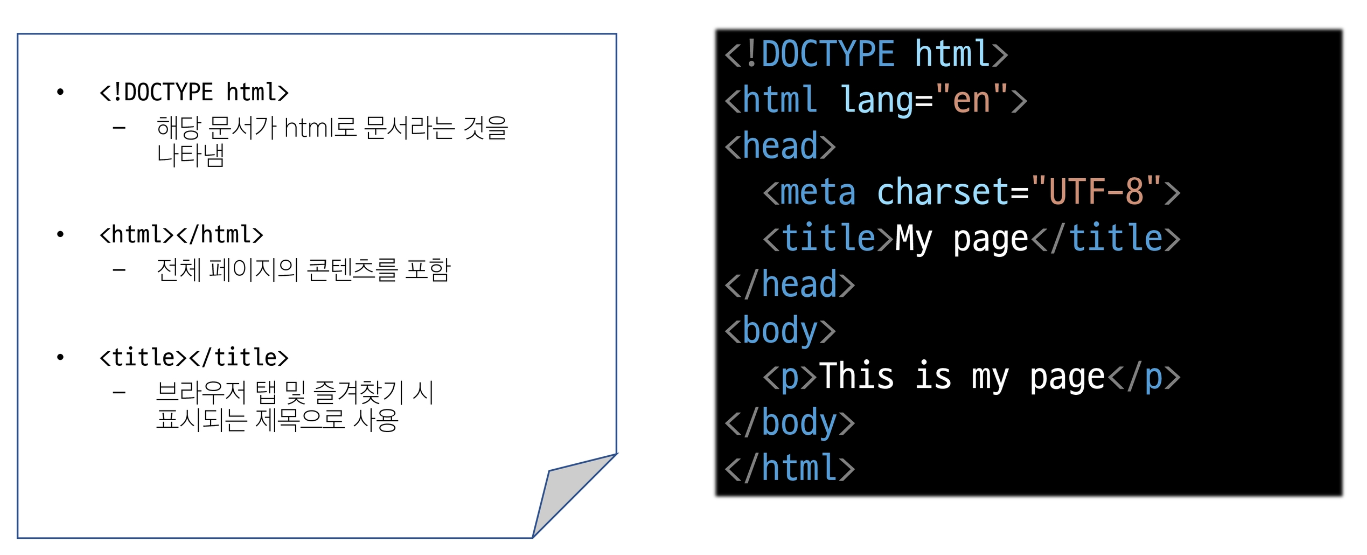 • <!DOCTYPE html>
– 해당 문서가 html로 문서라는 것을
나타냄
• <html></html>
– 전체 페이지의 콘텐츠를 포함
• <title></title>
– 브라우저 탭 및 즐겨찾기 시
표시되는 제목으로 사용
<!DOCTYPE html>
<html lang="en">
<head>
  <meta charset="UTF-8">
  <title>My page</title>
</head>
<body>
  <p>This is my page</p>
</body>
</html>